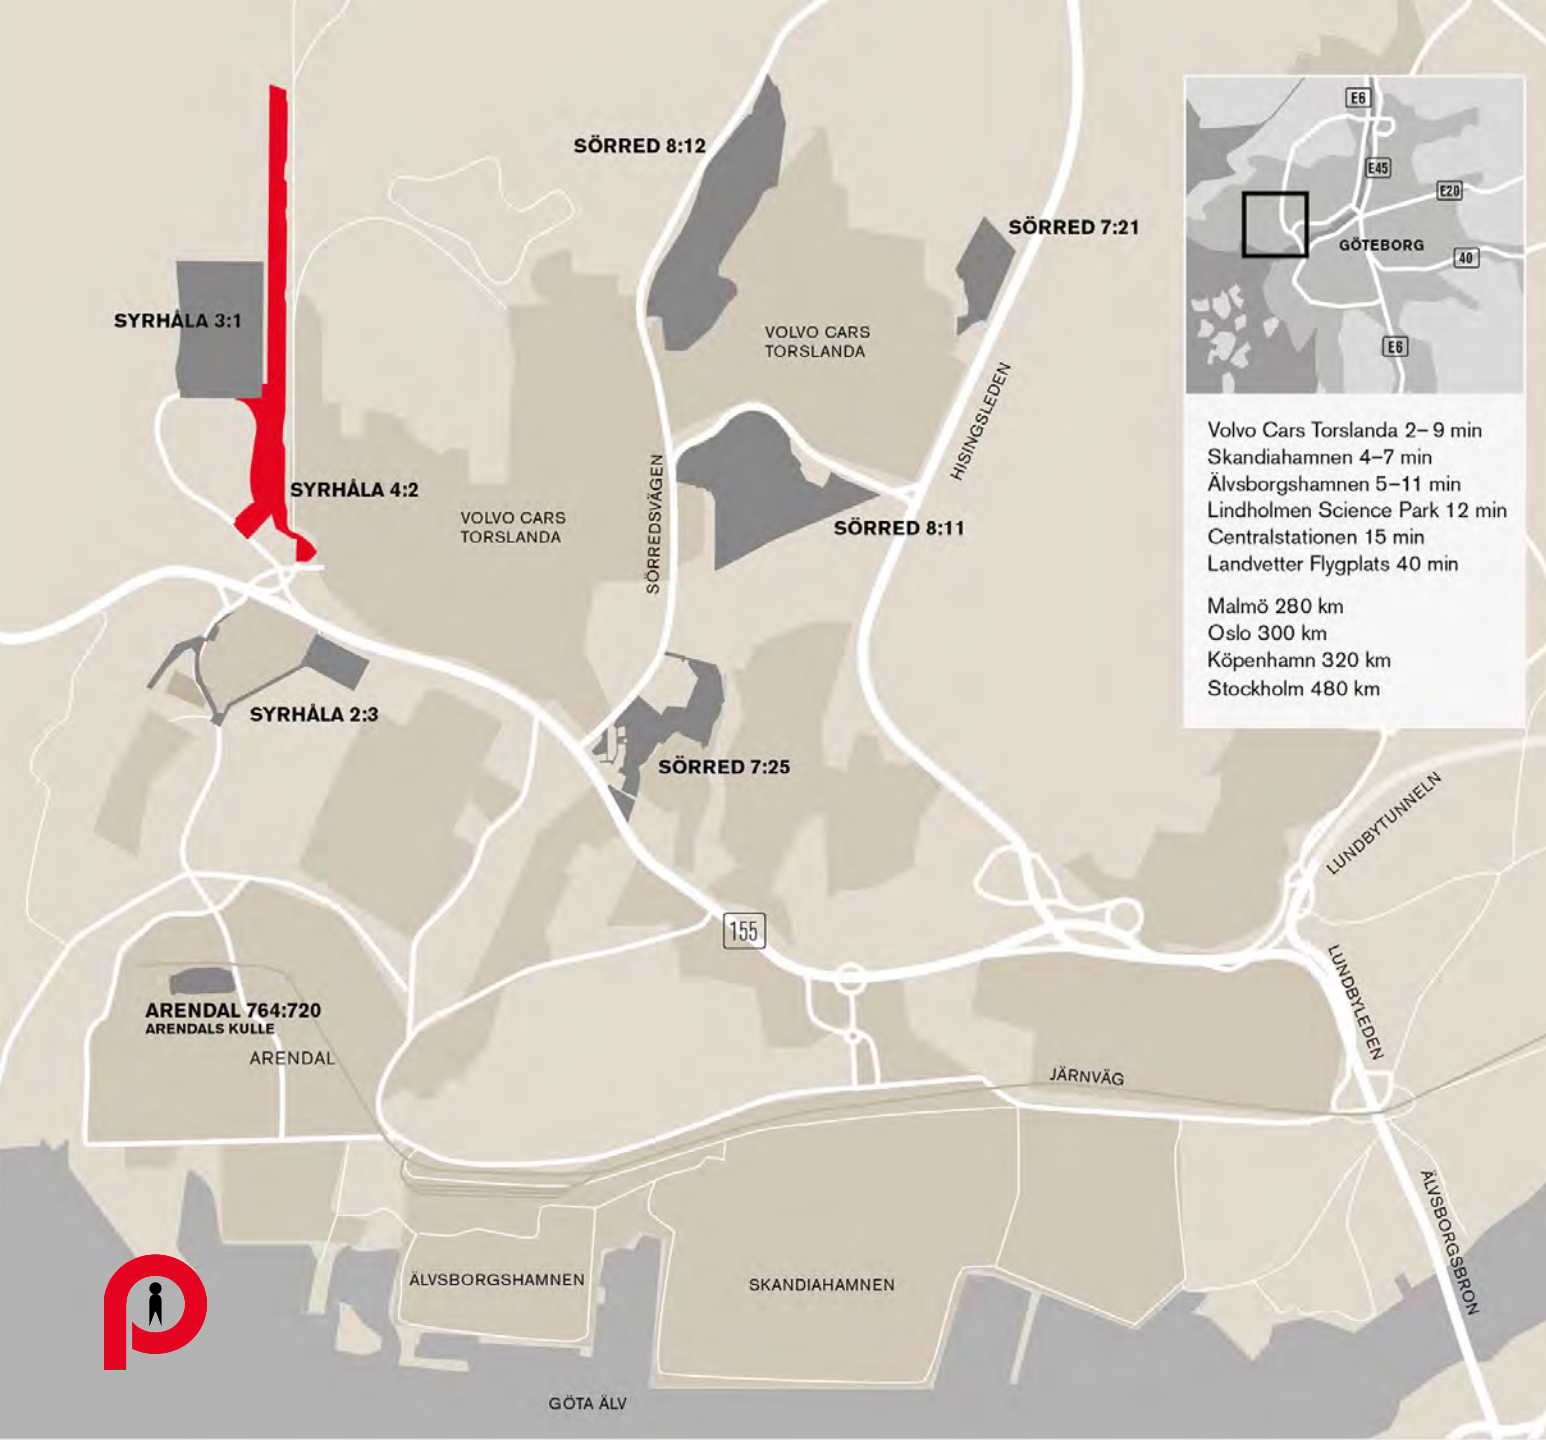 SÖRRED 8:12
SÖRRED 7:21
SYRHÅLA 3:1
VOLVO CARS
TORSLANDA
HISINGSLEDEN
SYRHÅLA 4:2
SÖRREDSVÄGEN
VOLVO CARS
TORSLANDA
SÖRRED 8:11
SYRHÅLA 2:3
SÖRRED 7:25
155
LUNDBYTUNNELN
LUNDBYLEDEN
ARENDAL 764:720
ARENDALS KULLE
ARENDAL
JÄRNVÄG
ÄLVSBORGSBRON
ÄLVSBORGSHAMNEN
SKANDIAHAMNEN
GÖTA ÄLV
E6
E45
E20
GÖTEBORG
40
E6
Volvo Cars Torslanda 2–9 min
Skandiahamnen 4–7 min
Älvsborgshamnen 5–11 min
Lindholmen Science Park 12 min
Centralstationen 15 min
Landvetter Flygplats 40 min
Malmö 280 km
Oslo 300 km
Köpenhamn 320 km
Stockholm 480 km